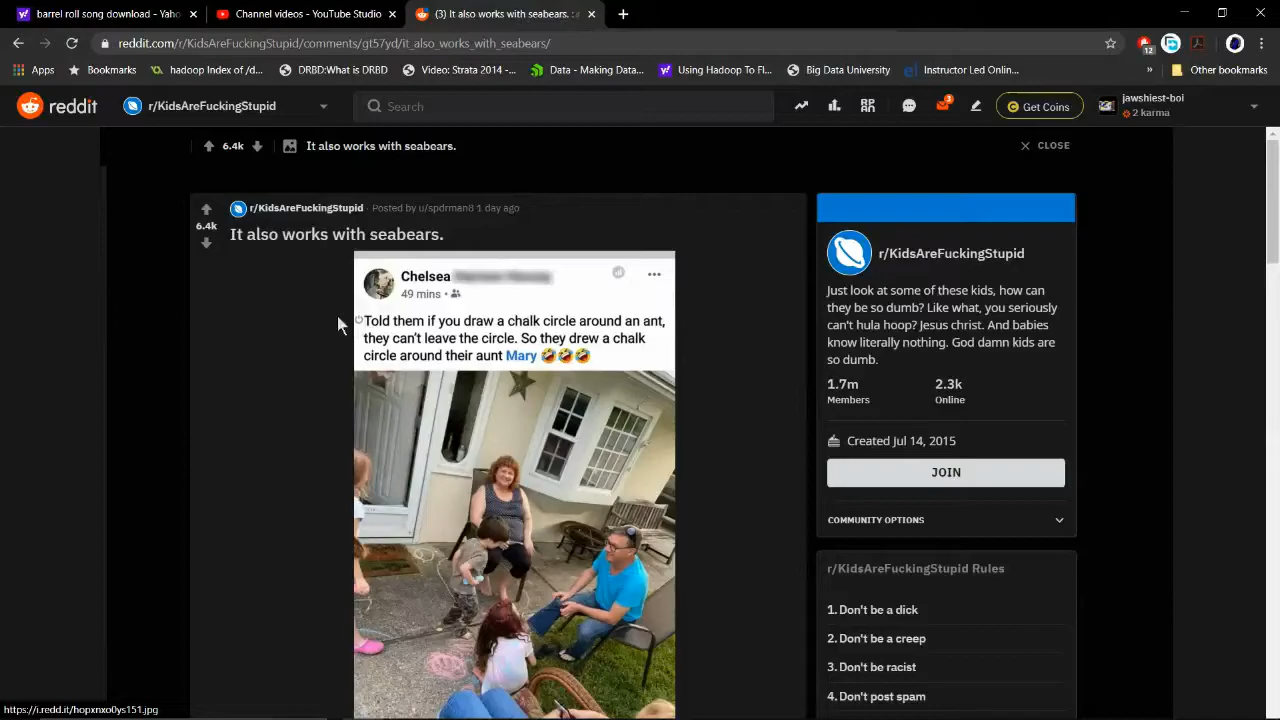 barrel roll song download - Yaho
Channel videos - YouTube Studio
(3) It also works with seabears. :
reddit.com/r/KidsAreFuckingStupid/comments/gt57yd/it_also_works_with_seabears/
12
Apps
Bookmarks
hadoop Index of /d...
DRBD:What is DRBD
Video: Strata 2014 -...
Data - Making Data...
Using Hadoop To Fl...
Big Data University
Instructor Led Onlin...
»
Other bookmarks
reddit
r/KidsAreFuckingStupid
Search
3
Get Coins
jawshiest-boi
2 karma
6.4k
It also works with seabears.
CLOSE
r/KidsAreFuckingStupid · Posted by u/spdrman8 1 day ago
6.4k
It also works with seabears.
Chelsea
49 mins ·
Told them if you draw a chalk circle around an ant,
they can't leave the circle. So they drew a chalk
circle around their aunt Mary 🤣🤣🤣
r/KidsAreFuckingStupid
Just look at some of these kids, how can
they be so dumb? Like what, you seriously
can't hula hoop? Jesus christ. And babies
know literally nothing. God damn kids are
so dumb.
1.7m
2.3k
Members
Online
Created Jul 14, 2015
JOIN
COMMUNITY OPTIONS
r/KidsAreFuckingStupid Rules
1. Don't be a dick
2. Don't be a creep
3. Don't be racist
4. Don't post spam
https://i.redd.it/hopxnxo0ys151.jpg